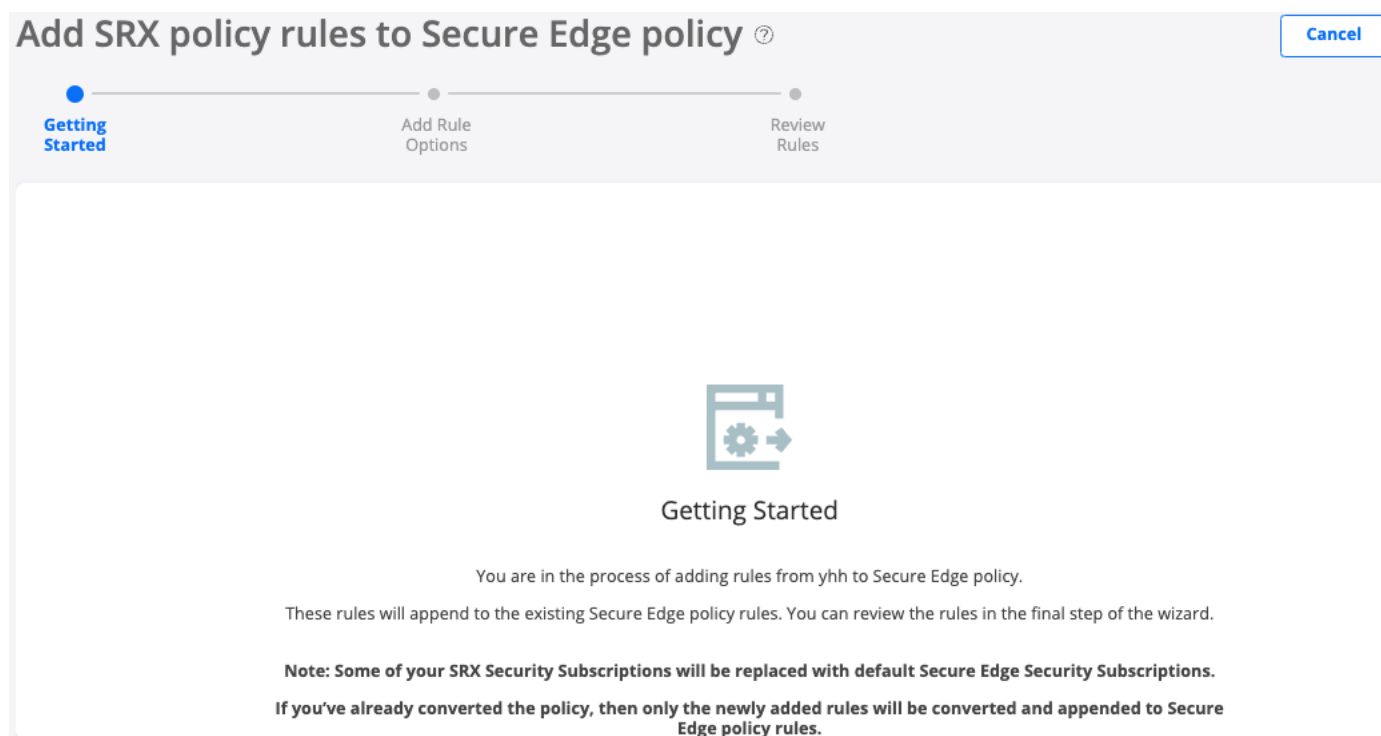 Add SRX policy rules to Secure Edge policy ?
Cancel
Getting
Started
Add Rule
Options
Review
Rules
Getting Started
You are in the process of adding rules from yhh to Secure Edge policy.
These rules will append to the existing Secure Edge policy rules. You can review the rules in the final step of the wizard.
Note: Some of your SRX Security Subscriptions will be replaced with default Secure Edge Security Subscriptions.
If you’ve already converted the policy, then only the newly added rules will be converted and appended to Secure
Edge policy rules.